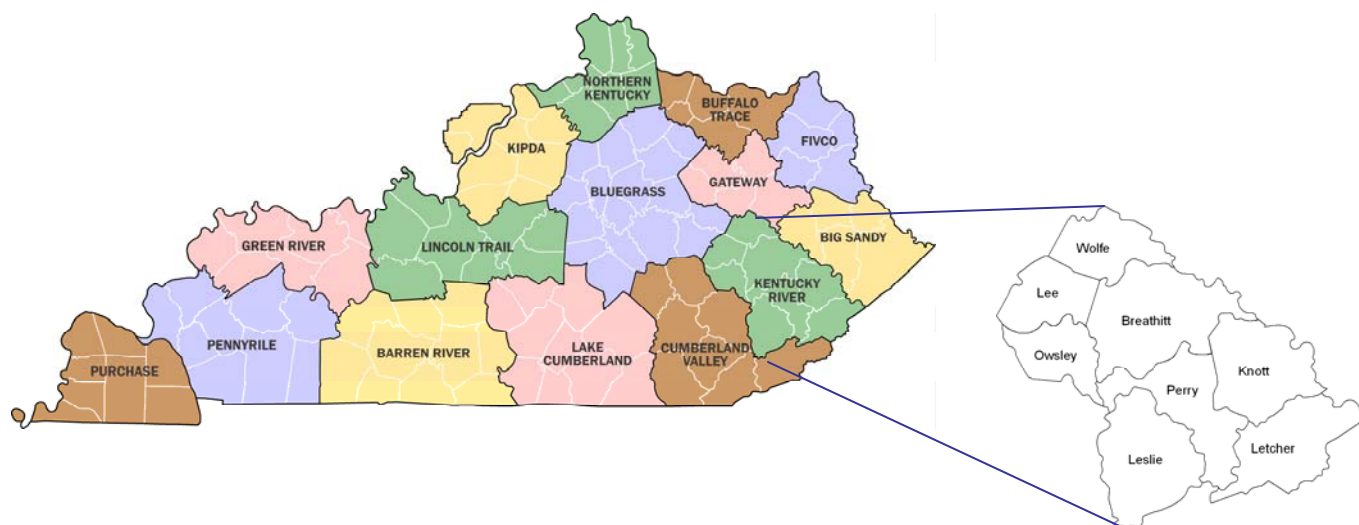 NORTHERN
KENTUCKY
BUFFALO
TRACE
FIVCO
KIPDA
GATEWAY
BLUEGRASS
GREEN RIVER
LINCOLN TRAIL
BIG SANDY
KENTUCKY
RIVER
PENNYRILE
BARREN RIVER
LAKE
CUMBERLAND
CUMBERLAND
VALLEY
PURCHASE
Wolfe
Lee
Breathitt
Owsley
Knott
Perry
Letcher
Leslie